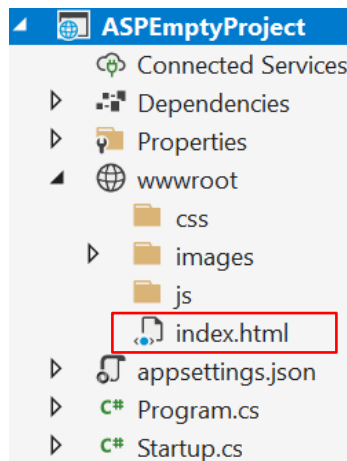 ASPEmptyProject
Connected Services
Dependencies
Properties
wwwroot
css
images
js
index.html
appsettings.json
C# Program.cs
C# Startup.cs